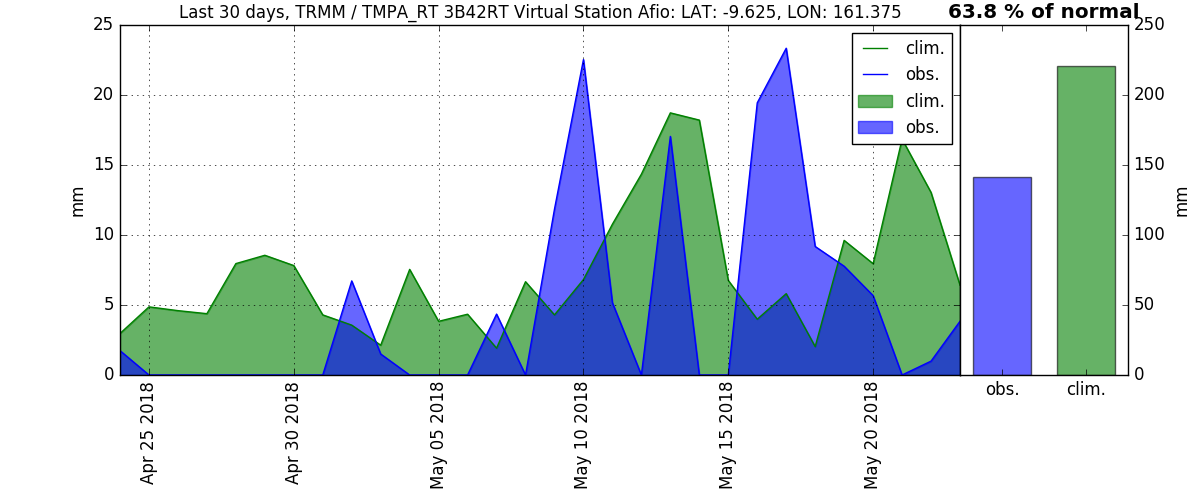 Last 30 days, TRMM / TMPA_RT 3B42RT Virtual Station Afio: LAT: -9.625, LON: 161.375
63.8 % of normal
25
20
15
10
5
0
mm
clim.
obs.
clim.
obs.
Apr 25 2018
Apr 30 2018
May 05 2018
May 10 2018
May 15 2018
May 20 2018
250
200
150
100
50
0
mm
obs.
clim.